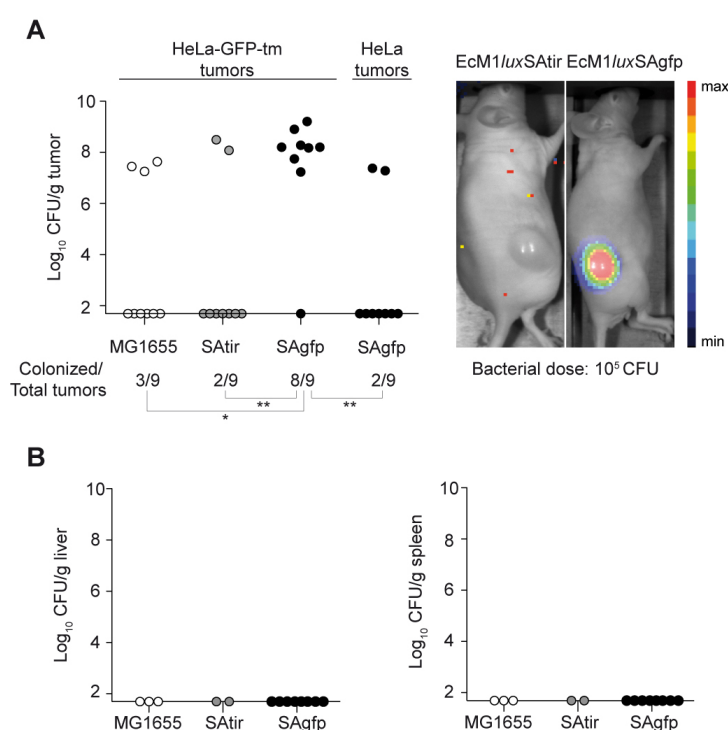 A
HeLa-GFP-tm
tumors
HeLa
tumors
Log10 CFU/g tumor
10
8
6
4
2
MG1655 SAtir SAgfp SAgfp
Colonized/
Total tumors
3/9 2/9 8/9 2/9
** **
*
EcM1luxSAtir EcM1luxSAgfp
max
min
Bacterial dose: 10⁵ CFU
B
Log10 CFU/g liver
10
8
6
4
2
MG1655 SAtir SAgfp
Log10 CFU/g spleen
10
8
6
4
2
MG1655 SAtir SAgfp